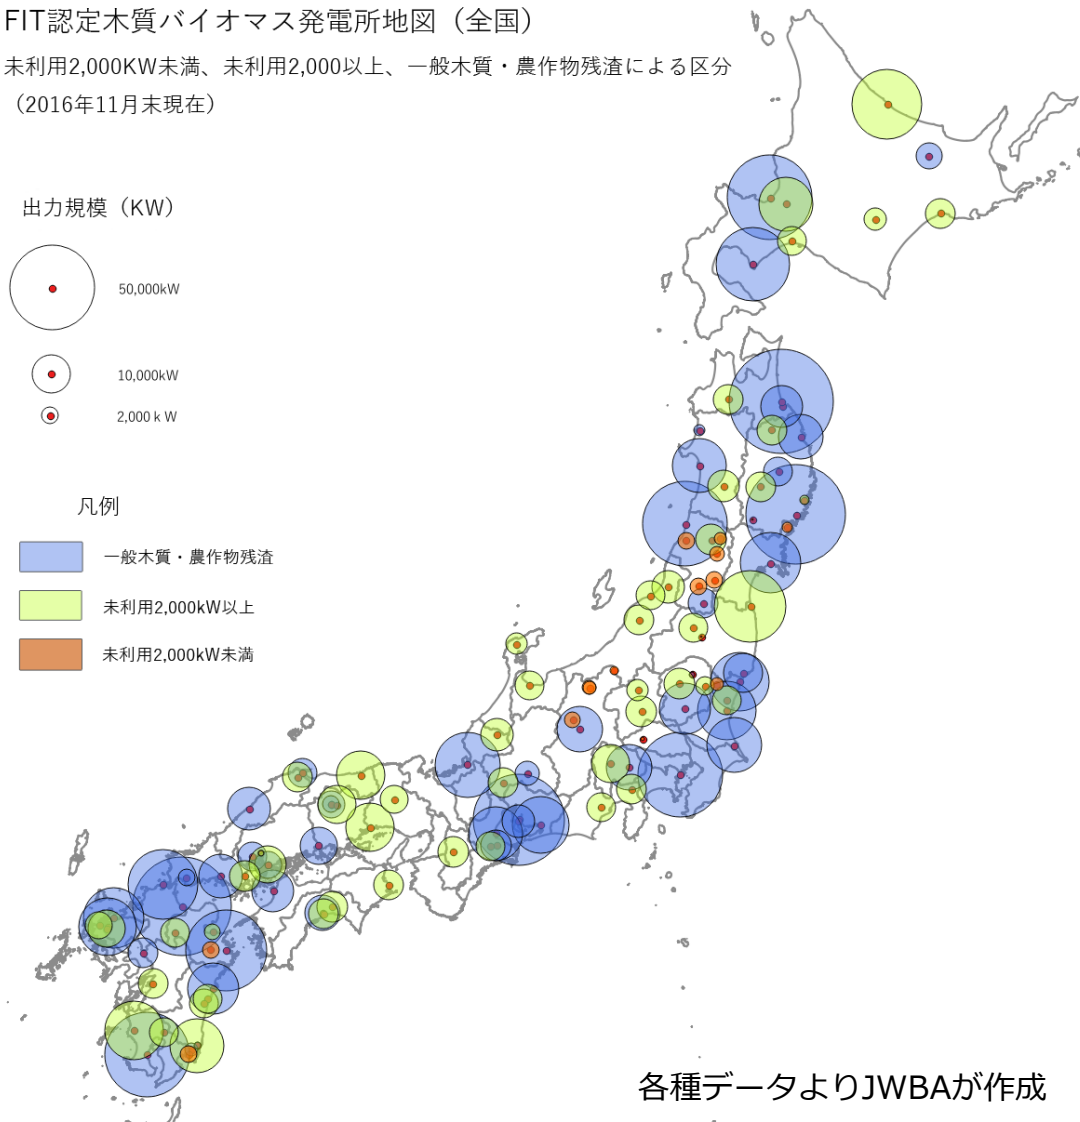 FIT認定木質バイオマス発電所地図（全国）
未利用2,000KW未満、未利用2,000以上、一般木質・農作物残渣による区分
（2016年11月末現在）
出力規模（KW）
50,000kW
10,000kW
2,000ｋW
凡例
一般木質・農作物残渣
未利用2,000kW以上
未利用2,000kW未満
各種データよりJWBAが作成